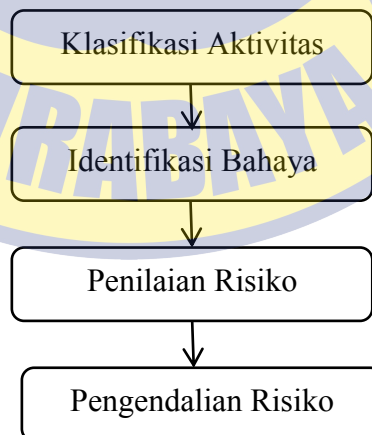 Klasifikasi Aktivitas
Identifikasi Bahaya
Penilaian Risiko
Pengendalian Risiko